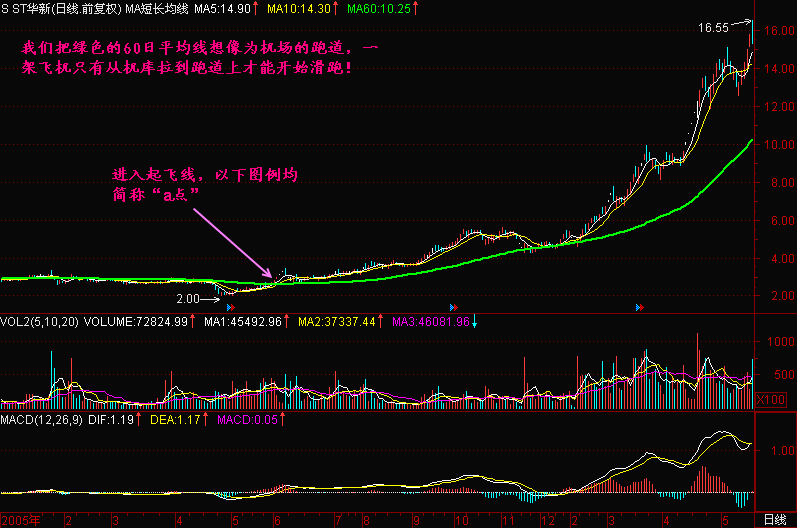 S ST华新(日线.前复权) MA短长均线 MA5:14.90↑ MA10:14.30↑ MA60:10.25↑
16.55
16.00
我们把绿色的60日平均线想像为机场的跑道，一
架飞机只有从机库拉到跑道上才能开始滑跑！
14.00
12.00
10.00
进入起飞线，以下图例均
简称“a点”
8.00
6.00
4.00
2.00
2.00
VOL2(5,10,20) VOLUME:72824.99↑ MA1:45492.96↑ MA2:37337.44↑ MA3:46081.96↓
1000
500
X100
MACD(12,26,9) DIF:1.19↑ DEA:1.17↑ MACD:0.05↑
1.00
2005年 2 3 4 5 6 7 8 9 10 11 12 2 3 4 5 日线